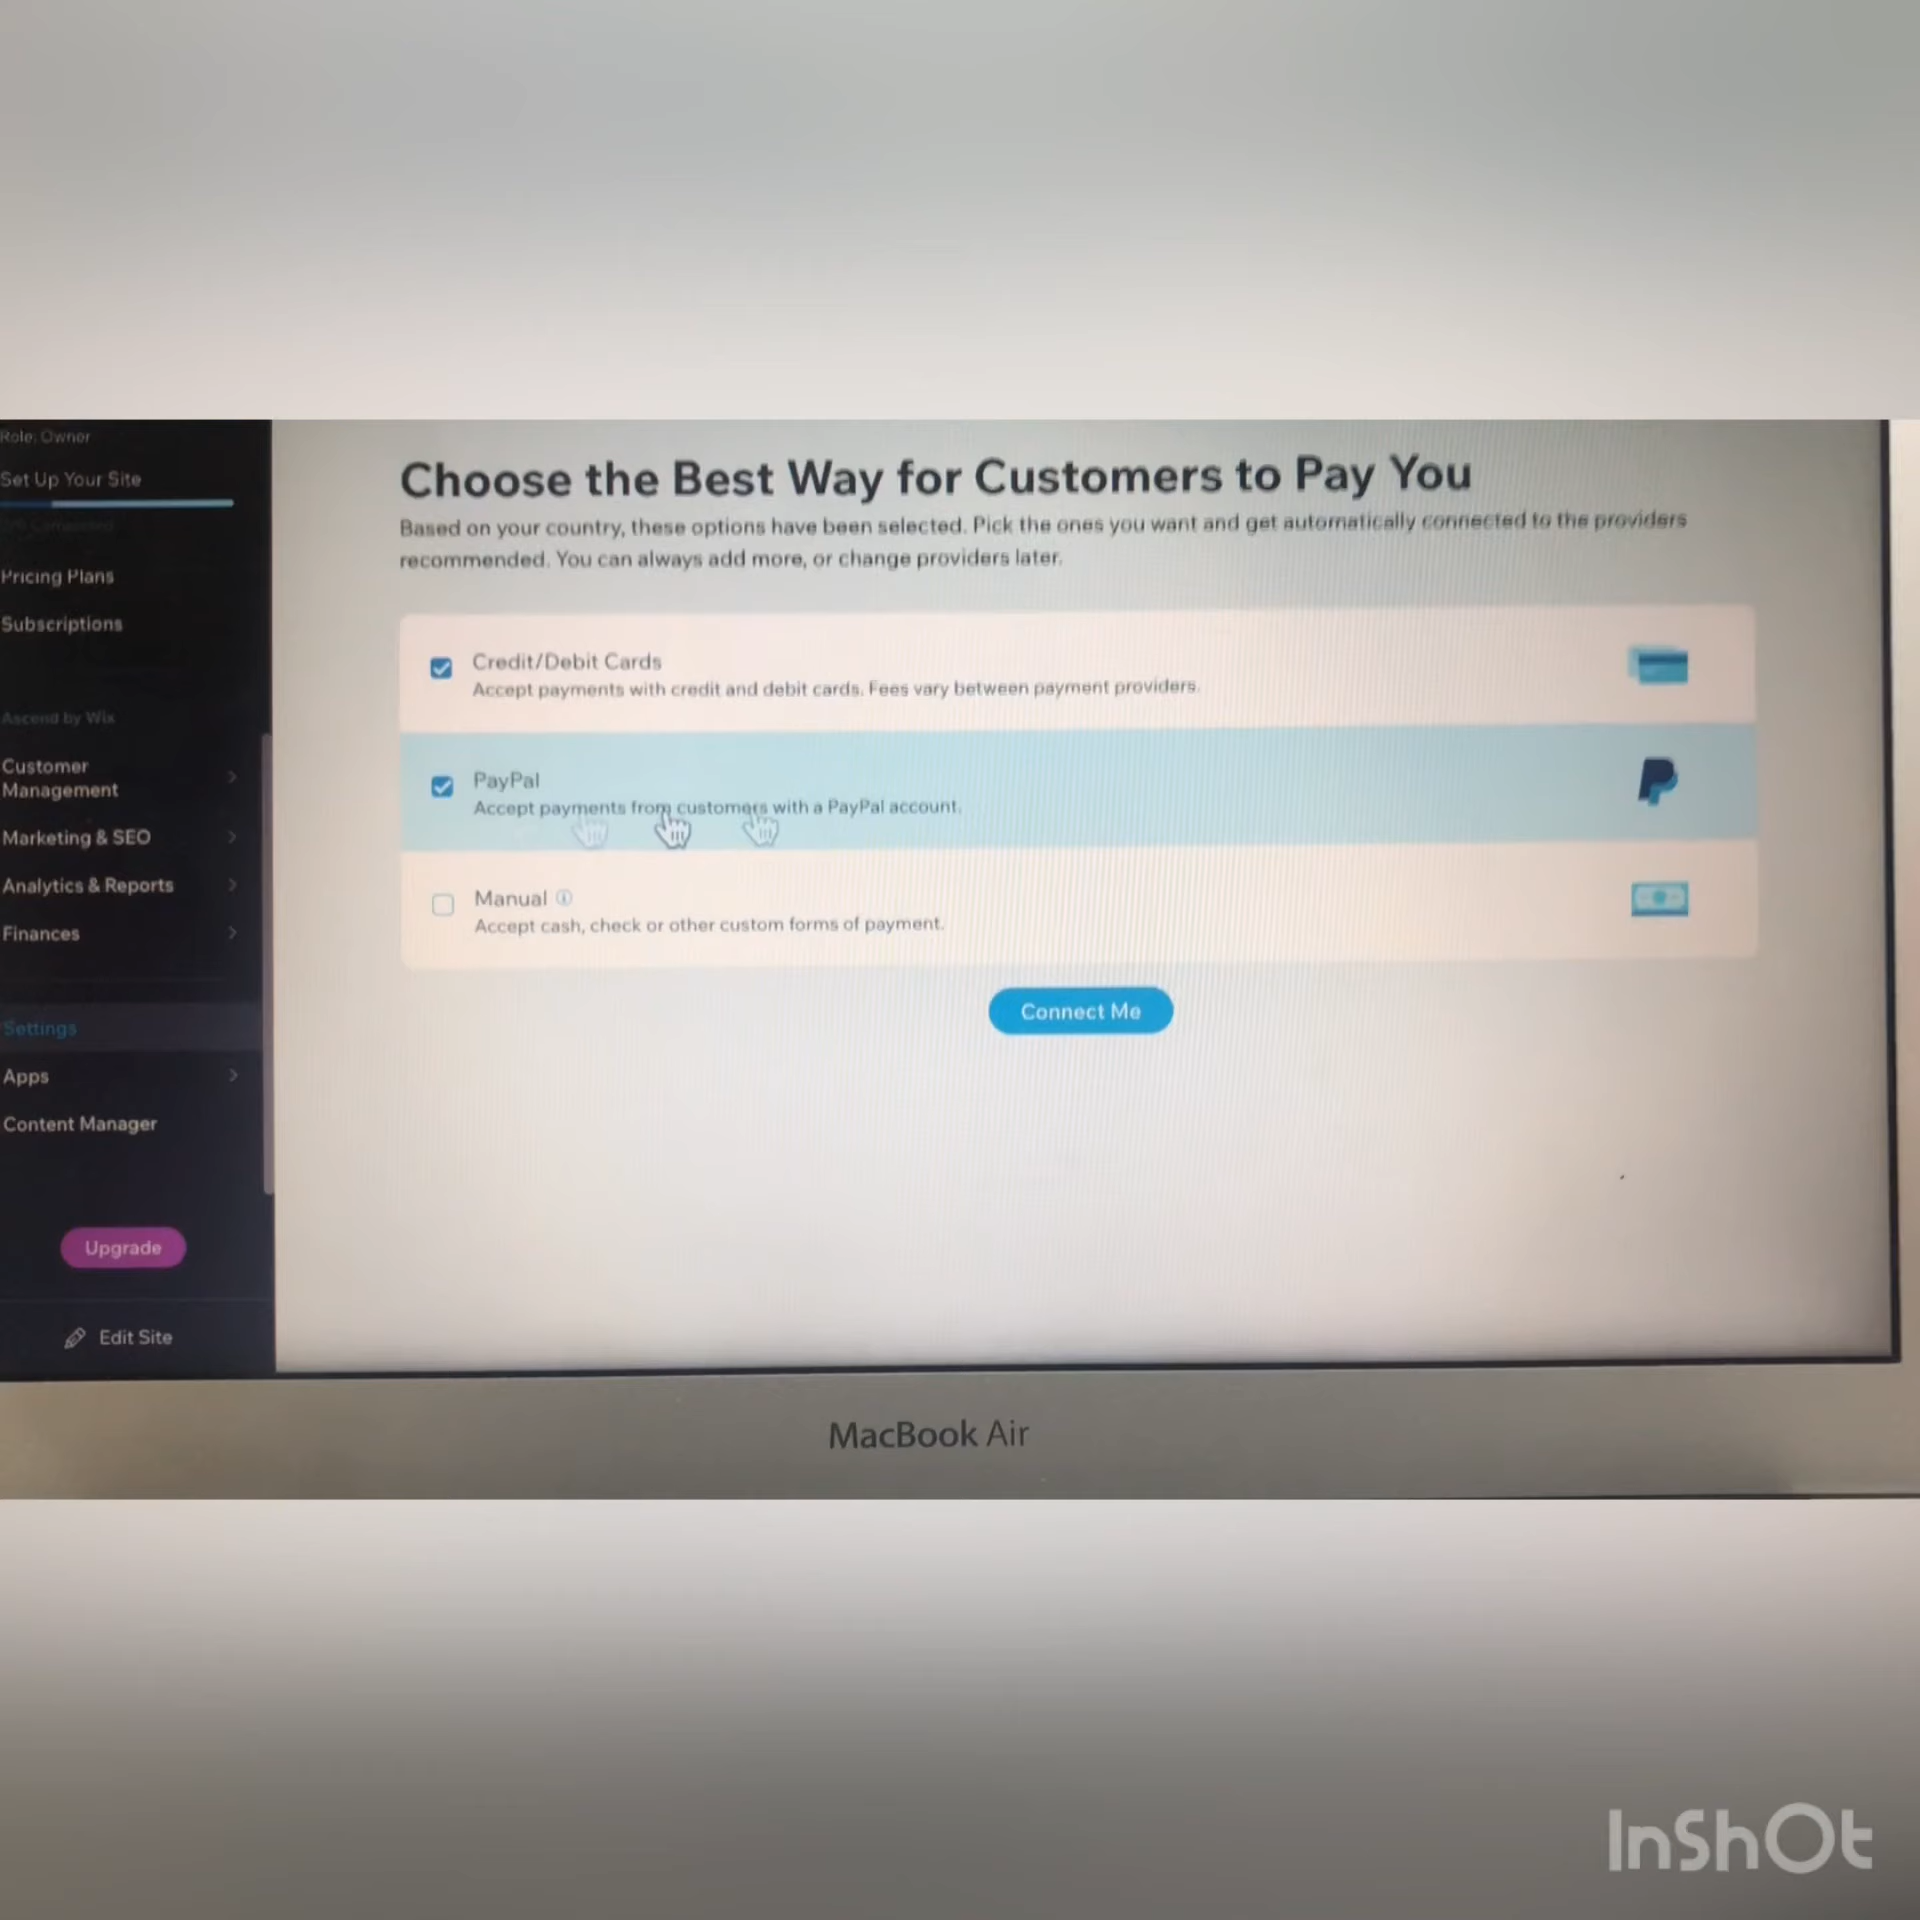 Role: Owner
Set Up Your Site
Pricing Plans
Subscriptions
Ascend by Wix
Customer
Management
Marketing & SEO
Analytics & Reports
Finances
Settings
Apps
Content Manager
Upgrade
Edit Site
Choose the Best Way for Customers to Pay You
Based on your country, these options have been selected. Pick the ones you want and get automatically connected to the providers
recommended. You can always add more, or change providers later.
Credit/Debit Cards
Accept payments with credit and debit cards. Fees vary between payment providers.
PayPal
Accept payments from customers with a PayPal account.
Manual
Accept cash, check or other custom forms of payment.
Connect Me
MacBook Air
InShOt